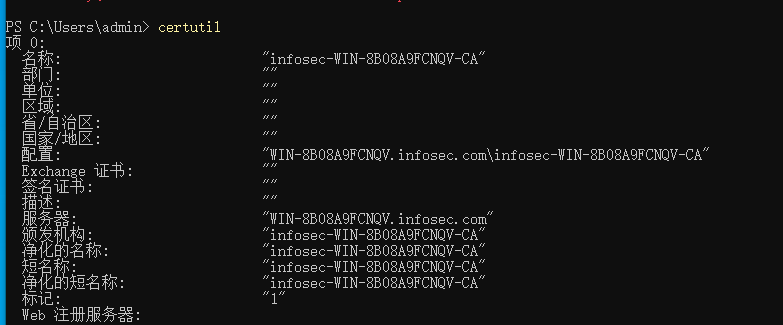 PS C:\Users\admin> certutil
项 0:
名称: "infosec-WIN-8B08A9FCNQV-CA"
部门: ""
单位: ""
区域: ""
省/自治区: ""
国家/地区: ""
配置: "WIN-8B08A9FCNQV.infosec.com\infosec-WIN-8B08A9FCNQV-CA"
Exchange 证书: ""
签名证书: ""
描述: ""
服务器: "WIN-8B08A9FCNQV.infosec.com"
颁发机构: "infosec-WIN-8B08A9FCNQV-CA"
净化的名称: "infosec-WIN-8B08A9FCNQV-CA"
短名称: "infosec-WIN-8B08A9FCNQV-CA"
净化的短名称: "infosec-WIN-8B08A9FCNQV-CA"
标记: "1"
Web 注册服务器: